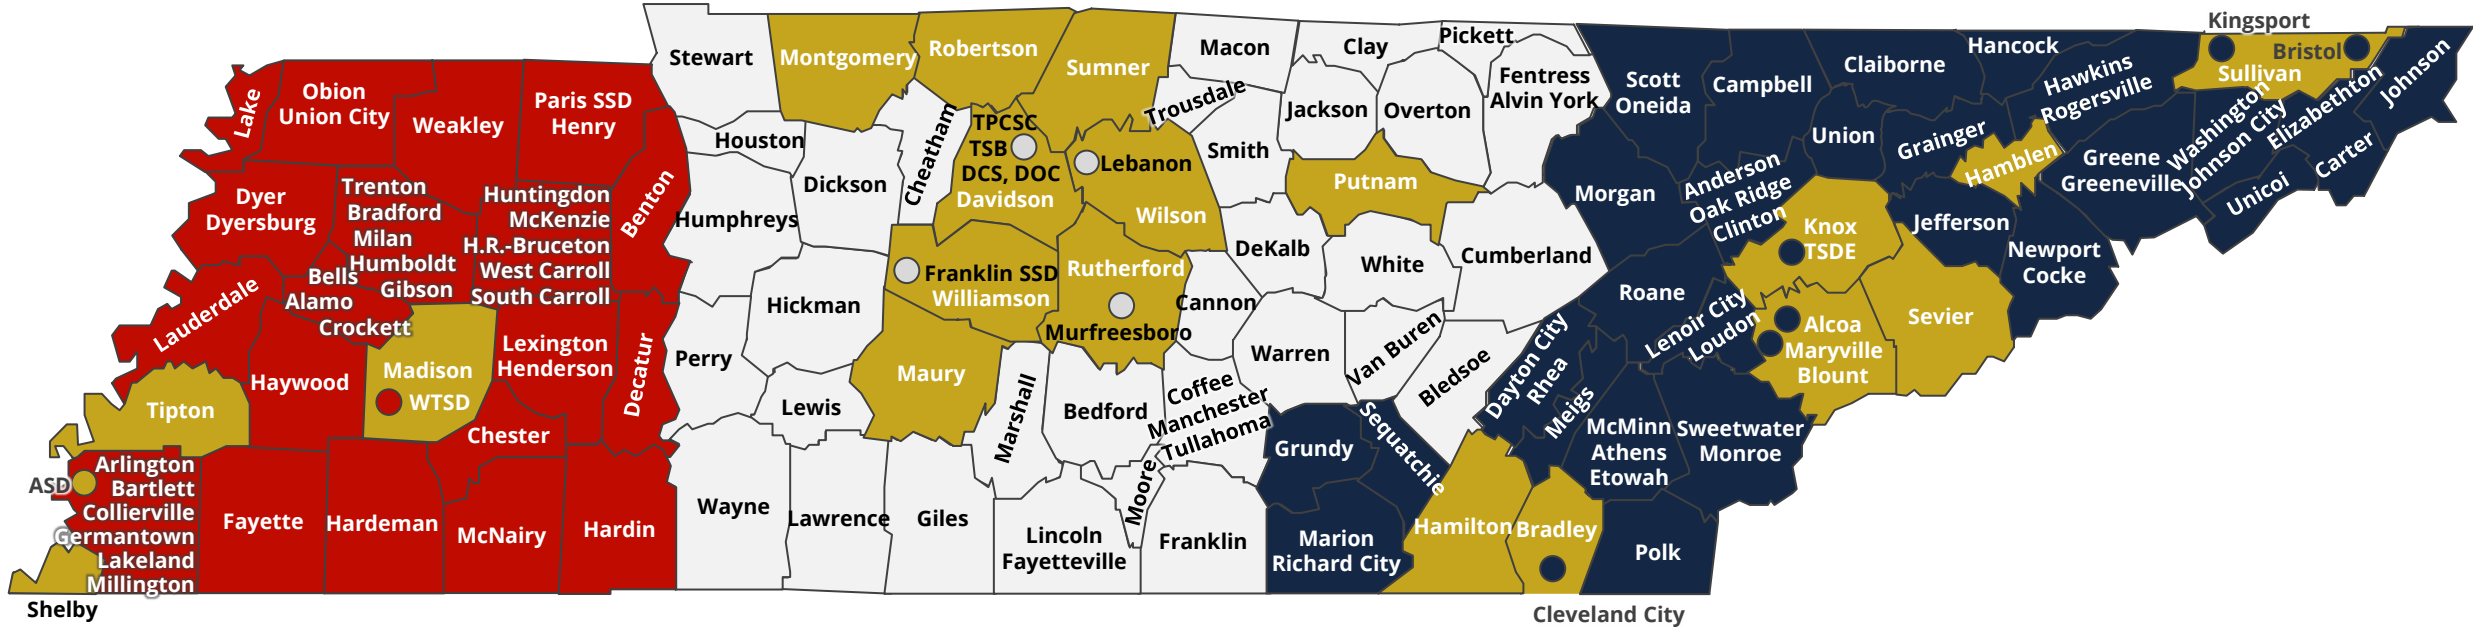 Lake
Obion
Union City
Weakley
Paris SSD
Henry
Benton
Dyer
Dyersburg
Trenton
Bradford
Milan
Humboldt
Gibson
Huntingdon
McKenzie
H.R.-Bruceton
West Carroll
South Carroll
Bells
Alamo
Crockett
Lauderdale
Haywood
Madison
WTSD
Lexington
Henderson
Decatur
Tipton
Chester
ASD
Arlington
Bartlett
Collierville
Germantown
Lakeland
Millington
Shelby
Fayette
Hardeman
McNairy
Hardin
Stewart
Montgomery
Robertson
Sumner
Macon
Clay
Pickett
Fentress
Alvin York
Trousdale
Jackson
Overton
Houston
Dickson
Cheatham
TPCSC
TSB
DCS, DOC
Davidson
Lebanon
Wilson
Smith
Putnam
Humphreys
Hickman
Franklin SSD
Williamson
Rutherford
Murfreesboro
Cannon
DeKalb
White
Cumberland
Perry
Lewis
Maury
Marshall
Bedford
Coffee
Manchester
Tullahoma
Warren
Van Buren
Bledsoe
Wayne
Lawrence
Giles
Lincoln
Fayetteville
Moore
Franklin
Grundy
Sequatchie
Marion
Richard City
Hamilton
Bradley
Cleveland City
Polk
Scott
Oneida
Campbell
Claiborne
Hancock
Hawkins
Rogersville
Kingsport
Bristol
Sullivan
Johnson
Washington
Johnson City
Elizabethton
Carter
Unicoi
Greene
Greeneville
Hamblen
Grainger
Union
Anderson
Oak Ridge
Clinton
Morgan
Knox
TSDE
Jefferson
Newport
Cocke
Sevier
Alcoa
Maryville
Blount
Roane
Lenoir City
Loudon
Dayton City
Rhea
Meigs
McMinn
Athens
Etowah
Sweetwater
Monroe